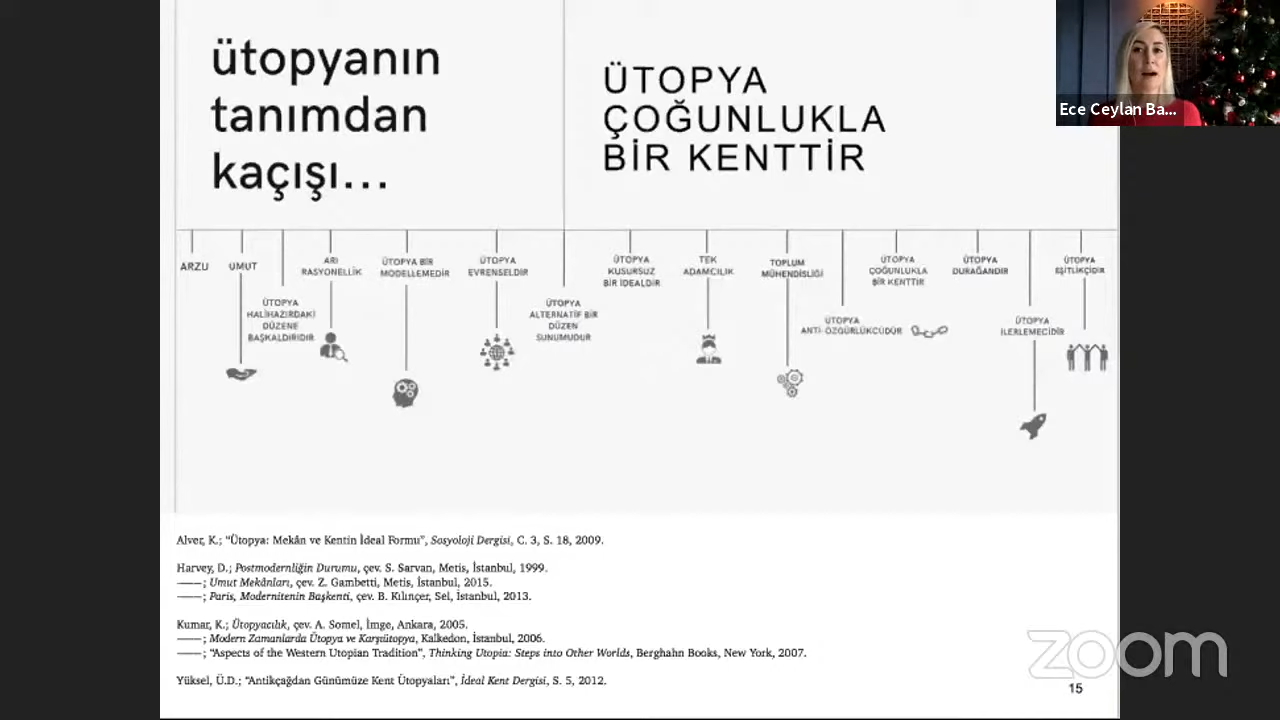 ütopyanın
tanımdan
kaçışı...
ÜTOPYA
ÇOĞUNLUKLA
BİR KENTTİR
Ece Ceylan Ba...
ARZU
UMUT
ÜTOPYA
HALİHAZIRDAKİ
DÜZENE
BAŞKALDIRIDIR
ARI
RASYONELLİK
ÜTOPYA BİR
MODELLEMEDİR
ÜTOPYA
EVRENSELDİR
ÜTOPYA
ALTERNATİF BİR
DÜZEN
SUNUMUDUR
ÜTOPYA
KUSURSUZ
BİR İDEALDİR
TEK
ADAMCILIK
TOPLUM
MÜHENDİSLİĞİ
ÜTOPYA
ANTİ-ÖZGÜRLÜKÇÜDÜR
ÜTOPYA
ÇOĞUNLUKLA
BİR KENTTİR
ÜTOPYA
DURAĞANDIR
ÜTOPYA
İLERLEMECİDİR
ÜTOPYA
EŞİTLİKÇİDİR
Alver, K.; “Ütopya: Mekân ve Kentin İdeal Formu”, Sosyoloji Dergisi, C. 3, S. 18, 2009.
Harvey, D.; Postmodernliğin Durumu, çev. S. Sarvan, Metis, İstanbul, 1999.
——; Umut Mekânları, çev. Z. Gambetti, Metis, İstanbul, 2015.
——; Paris, Modernitenin Başkenti, çev. B. Kılınçer, Sel, İstanbul, 2013.
Kumar, K.; Ütopyacılık, çev. A. Somel, İmge, Ankara, 2005.
——; Modern Zamanlarda Ütopya ve Karşıütopya, Kalkedon, İstanbul, 2006.
——; “Aspects of the Western Utopian Tradition”, Thinking Utopia: Steps into Other Worlds, Berghahn Books, New York, 2007.
Yüksel, Ü.D.; “Antikçağdan Günümüze Kent Ütopyaları”, İdeal Kent Dergisi, S. 5, 2012.
zoom
15